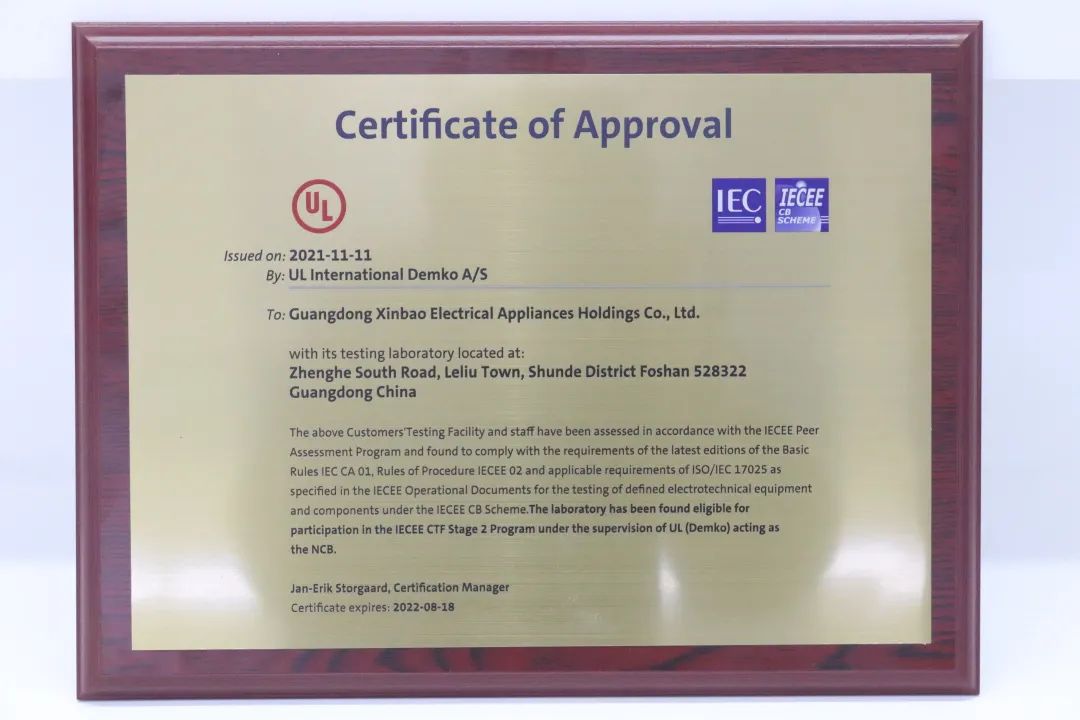 Certificate of Approval
UL
IEC
IECEE
CB
SCHEME
Issued on: 2021-11-11
By: UL International Demko A/S
To: Guangdong Xinbao Electrical Appliances Holdings Co., Ltd.
with its testing laboratory located at:
Zhenghe South Road, Leliu Town, Shunde District Foshan 528322
Guangdong China
The above Customers'Testing Facility and staff have been assessed in accordance with the IECEE Peer
Assessment Program and found to comply with the requirements of the latest editions of the Basic
Rules IEC CA 01, Rules of Procedure IECEE 02 and applicable requirements of ISO/IEC 17025 as
specified in the IECEE Operational Documents for the testing of defined electrotechnical equipment
and components under the IECEE CB Scheme.The laboratory has been found eligible for
participation in the IECEE CTF Stage 2 Program under the supervision of UL (Demko) acting as
the NCB.
Jan-Erik Storgaard, Certification Manager
Certificate expires: 2022-08-18